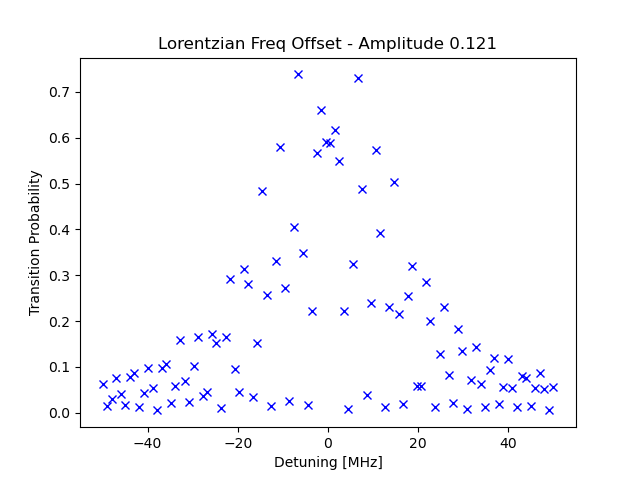 Lorentzian Freq Offset - Amplitude 0.121
0.7
0.6
0.5
0.4
0.3
0.2
0.1
0.0
Transition Probability
−40 −20 0 20 40
Detuning [MHz]